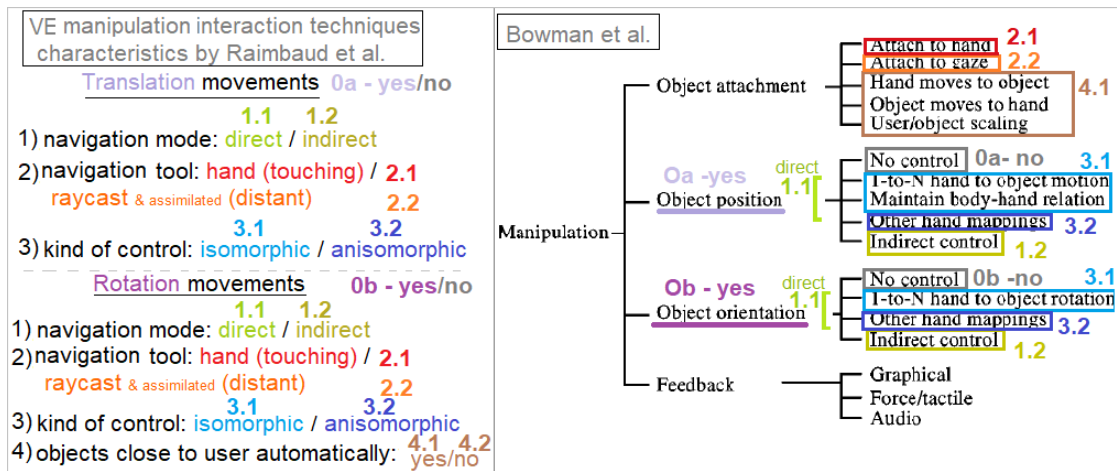 VE manipulation interaction techniques
characteristics by Raimbaud et al.
Translation movements 0a - yes/no
1.1 1.2
1) navigation mode: direct / indirect
2) navigation tool: hand (touching) / 2.1
raycast & assimilated (distant) 2.2
3.1 3.2
3) kind of control: isomorphic / anisomorphic
Rotation movements 0b - yes/no
1.1 1.2
1) navigation mode: direct / indirect
2) navigation tool: hand (touching) / 2.1
raycast & assimilated (distant) 2.2
3.1 3.2
3) kind of control: isomorphic / anisomorphic
4) objects close to user automatically: 4.1 4.2
yes/no
Bowman et al.
Manipulation
Object attachment
Attach to hand 2.1
Attach to gaze 2.2
Hand moves to object
Object moves to hand
User/object scaling
4.1
Oa -yes
Object position
direct
1.1
No control 0a- no
3.1
1-to-N hand to object motion
Maintain body-hand relation
Other hand mappings 3.2
Indirect control 1.2
Ob - yes
Object orientation
direct
1.1
No control 0b -no
3.1
1-to-N hand to object rotation
Other hand mappings 3.2
Indirect control 1.2
Feedback
Graphical
Force/tactile
Audio